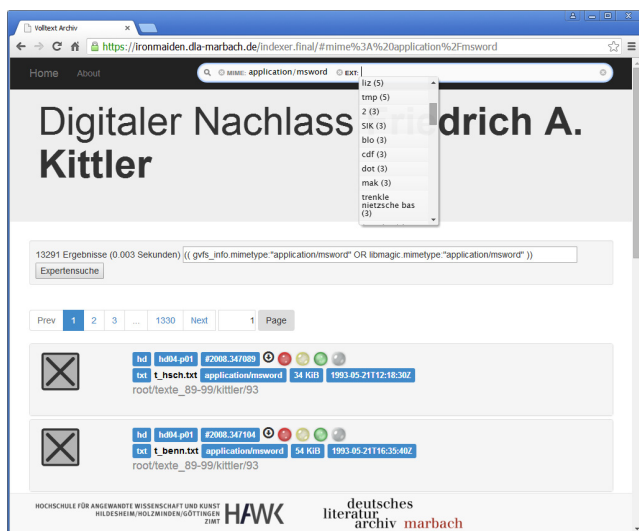 Volltext Archiv
https://ironmaiden.dla-marbach.de/indexer.final/#mime%3A%20application%2Fmsword
Home About MIME: application/msword EXT:
liz (5)
tmp (5)
2 (3)
SIK (3)
blo (3)
cdf (3)
dot (3)
mak (3)
trenkle
nietzsche bas
(3)
Digitaler Nachlass Friedrich A.
Kittler
13291 Ergebnisse (0.003 Sekunden) (( gvfs_info.mimetype:"application/msword" OR libmagic.mimetype:"application/msword" ))
Expertensuche
Prev 1 2 3 ... 1330 Next 1 Page
hd hd04-p01 #2008.347089
txt t_hsch.txt application/msword 34 KiB 1993-05-21T12:18:30Z
root/texte_89-99/kittler/93
hd hd04-p01 #2008.347104
txt t_benn.txt application/msword 54 KiB 1993-05-21T16:35:40Z
root/texte_89-99/kittler/93
HOCHSCHULE FÜR ANGEWANDTE WISSENSCHAFT UND KUNST
HILDESHEIM/HOLZMINDEN/GÖTTINGEN
ZIMT
HAWK
deutsches
literatur
archiv marbach